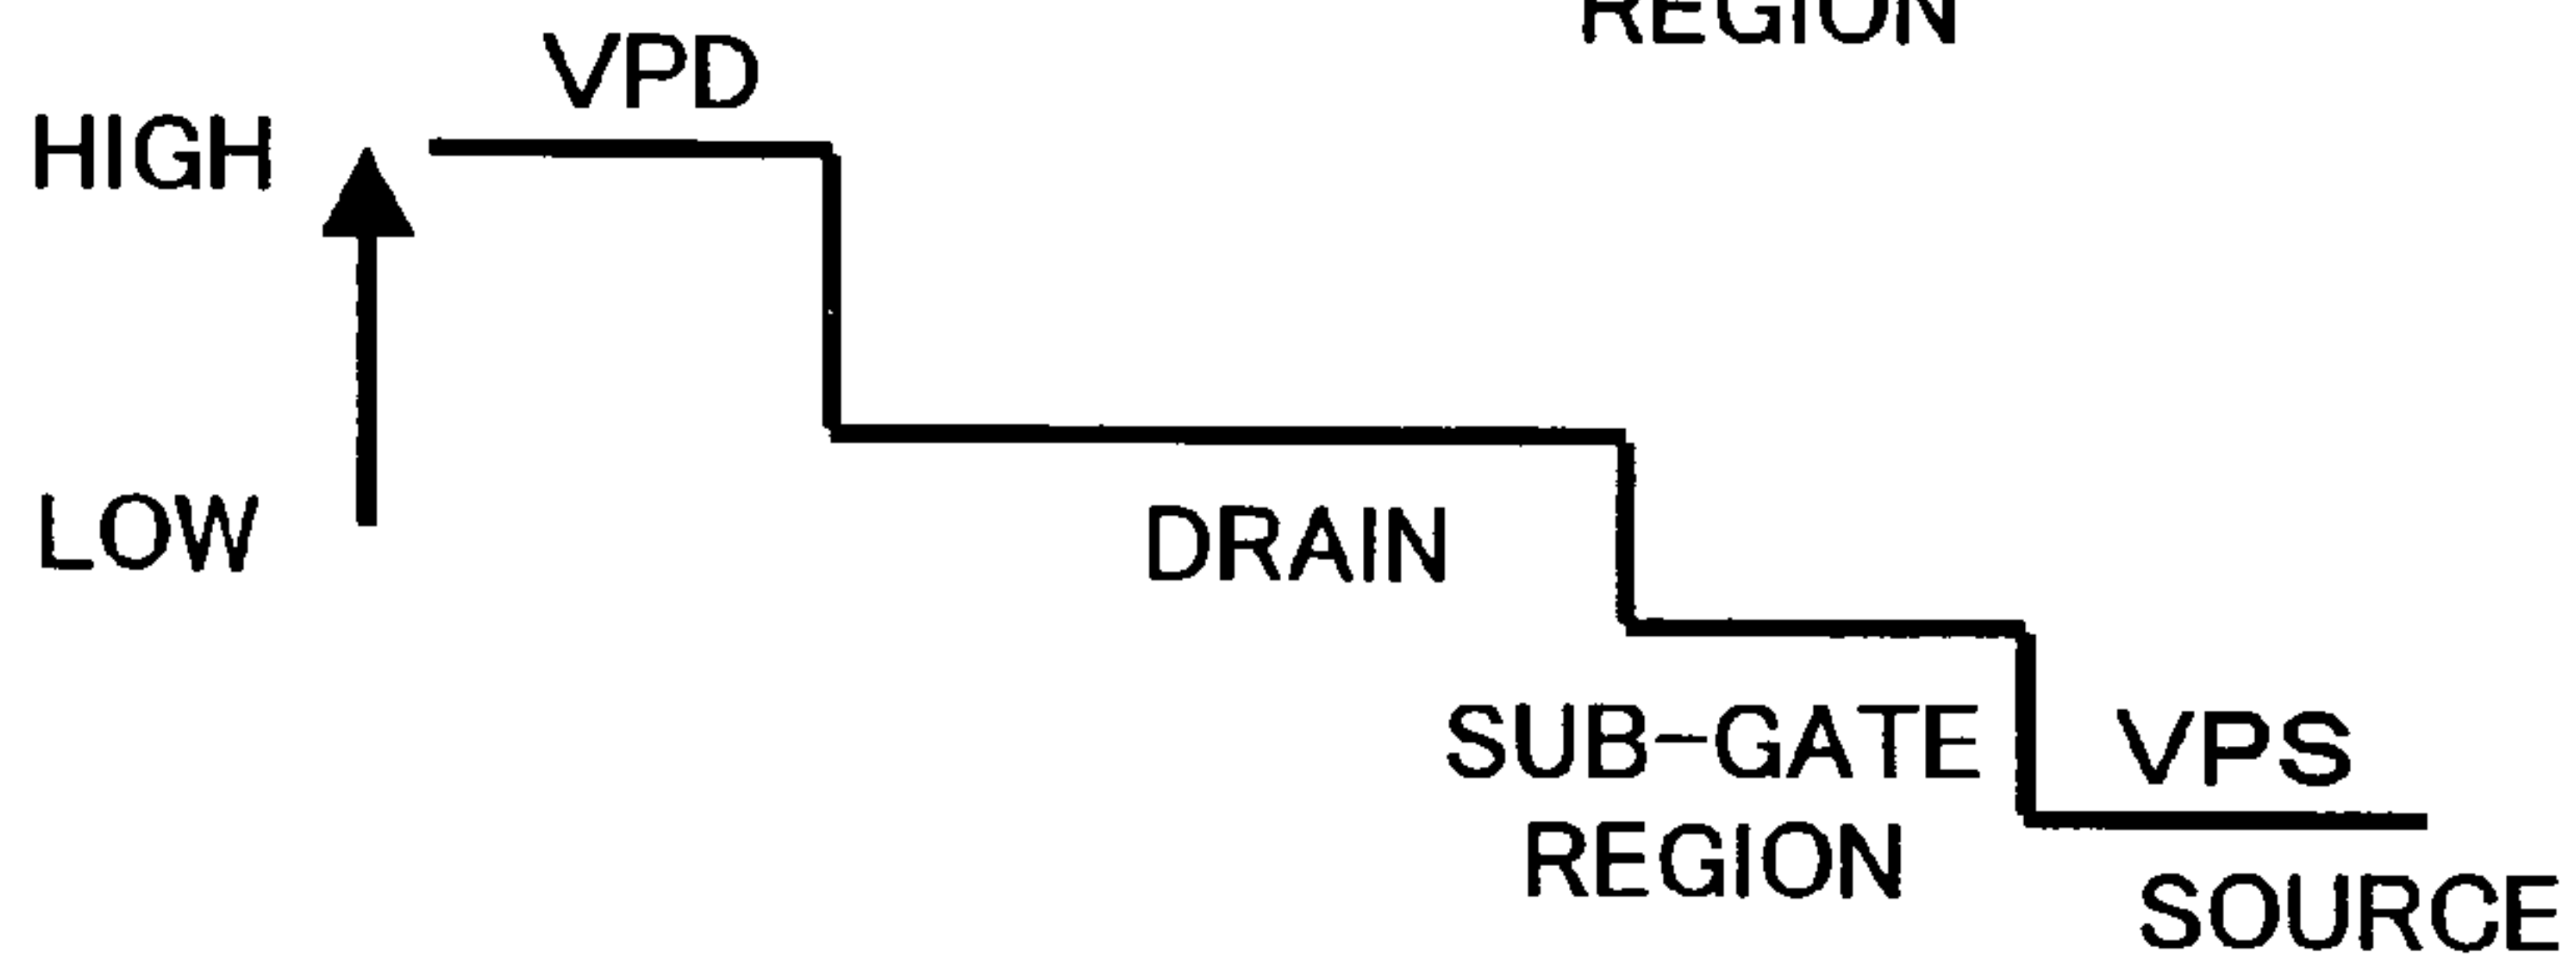 REGION
VPD
HIGH
LOW
DRAIN
SUB-GATE
REGION
VPS
SOURCE